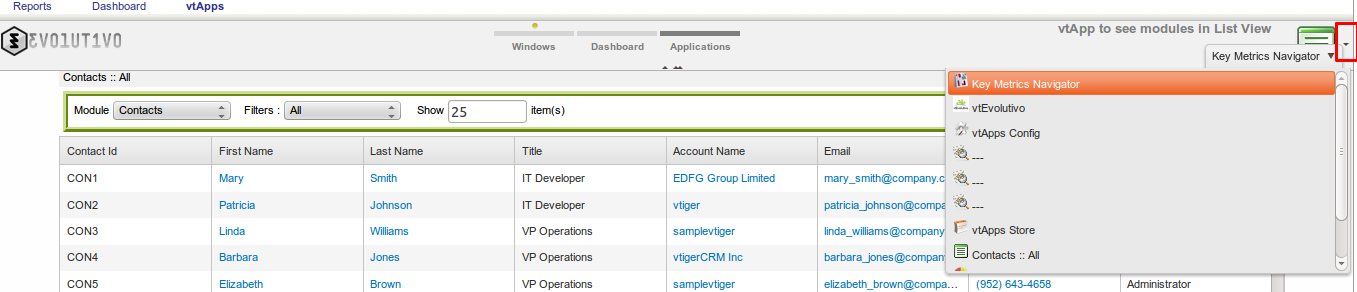 Reports Dashboard vtApps
EVOLUT1VO Windows Dashboard Applications vtApp to see modules in List View
Key Metrics Navigator
Contacts :: All
Module Contacts Filters : All Show 25 item(s)
Key Metrics Navigator
vtEvolutivo
vtApps Config
---
---
---
vtApps Store
Contacts :: All
Contact Id First Name Last Name Title Account Name Email
CON1 Mary Smith IT Developer EDFG Group Limited mary_smith@company.c
CON2 Patricia Johnson IT Developer vtiger patricia_johnson@compa
CON3 Linda Williams VP Operations samplevtiger linda_williams@company
CON4 Barbara Jones VP Operations vtigerCRM Inc barbara_jones@compan
CON5 Elizabeth Brown VP Operations samplevtiger elizabeth_brown@compa... (952) 643-4658 Administrator